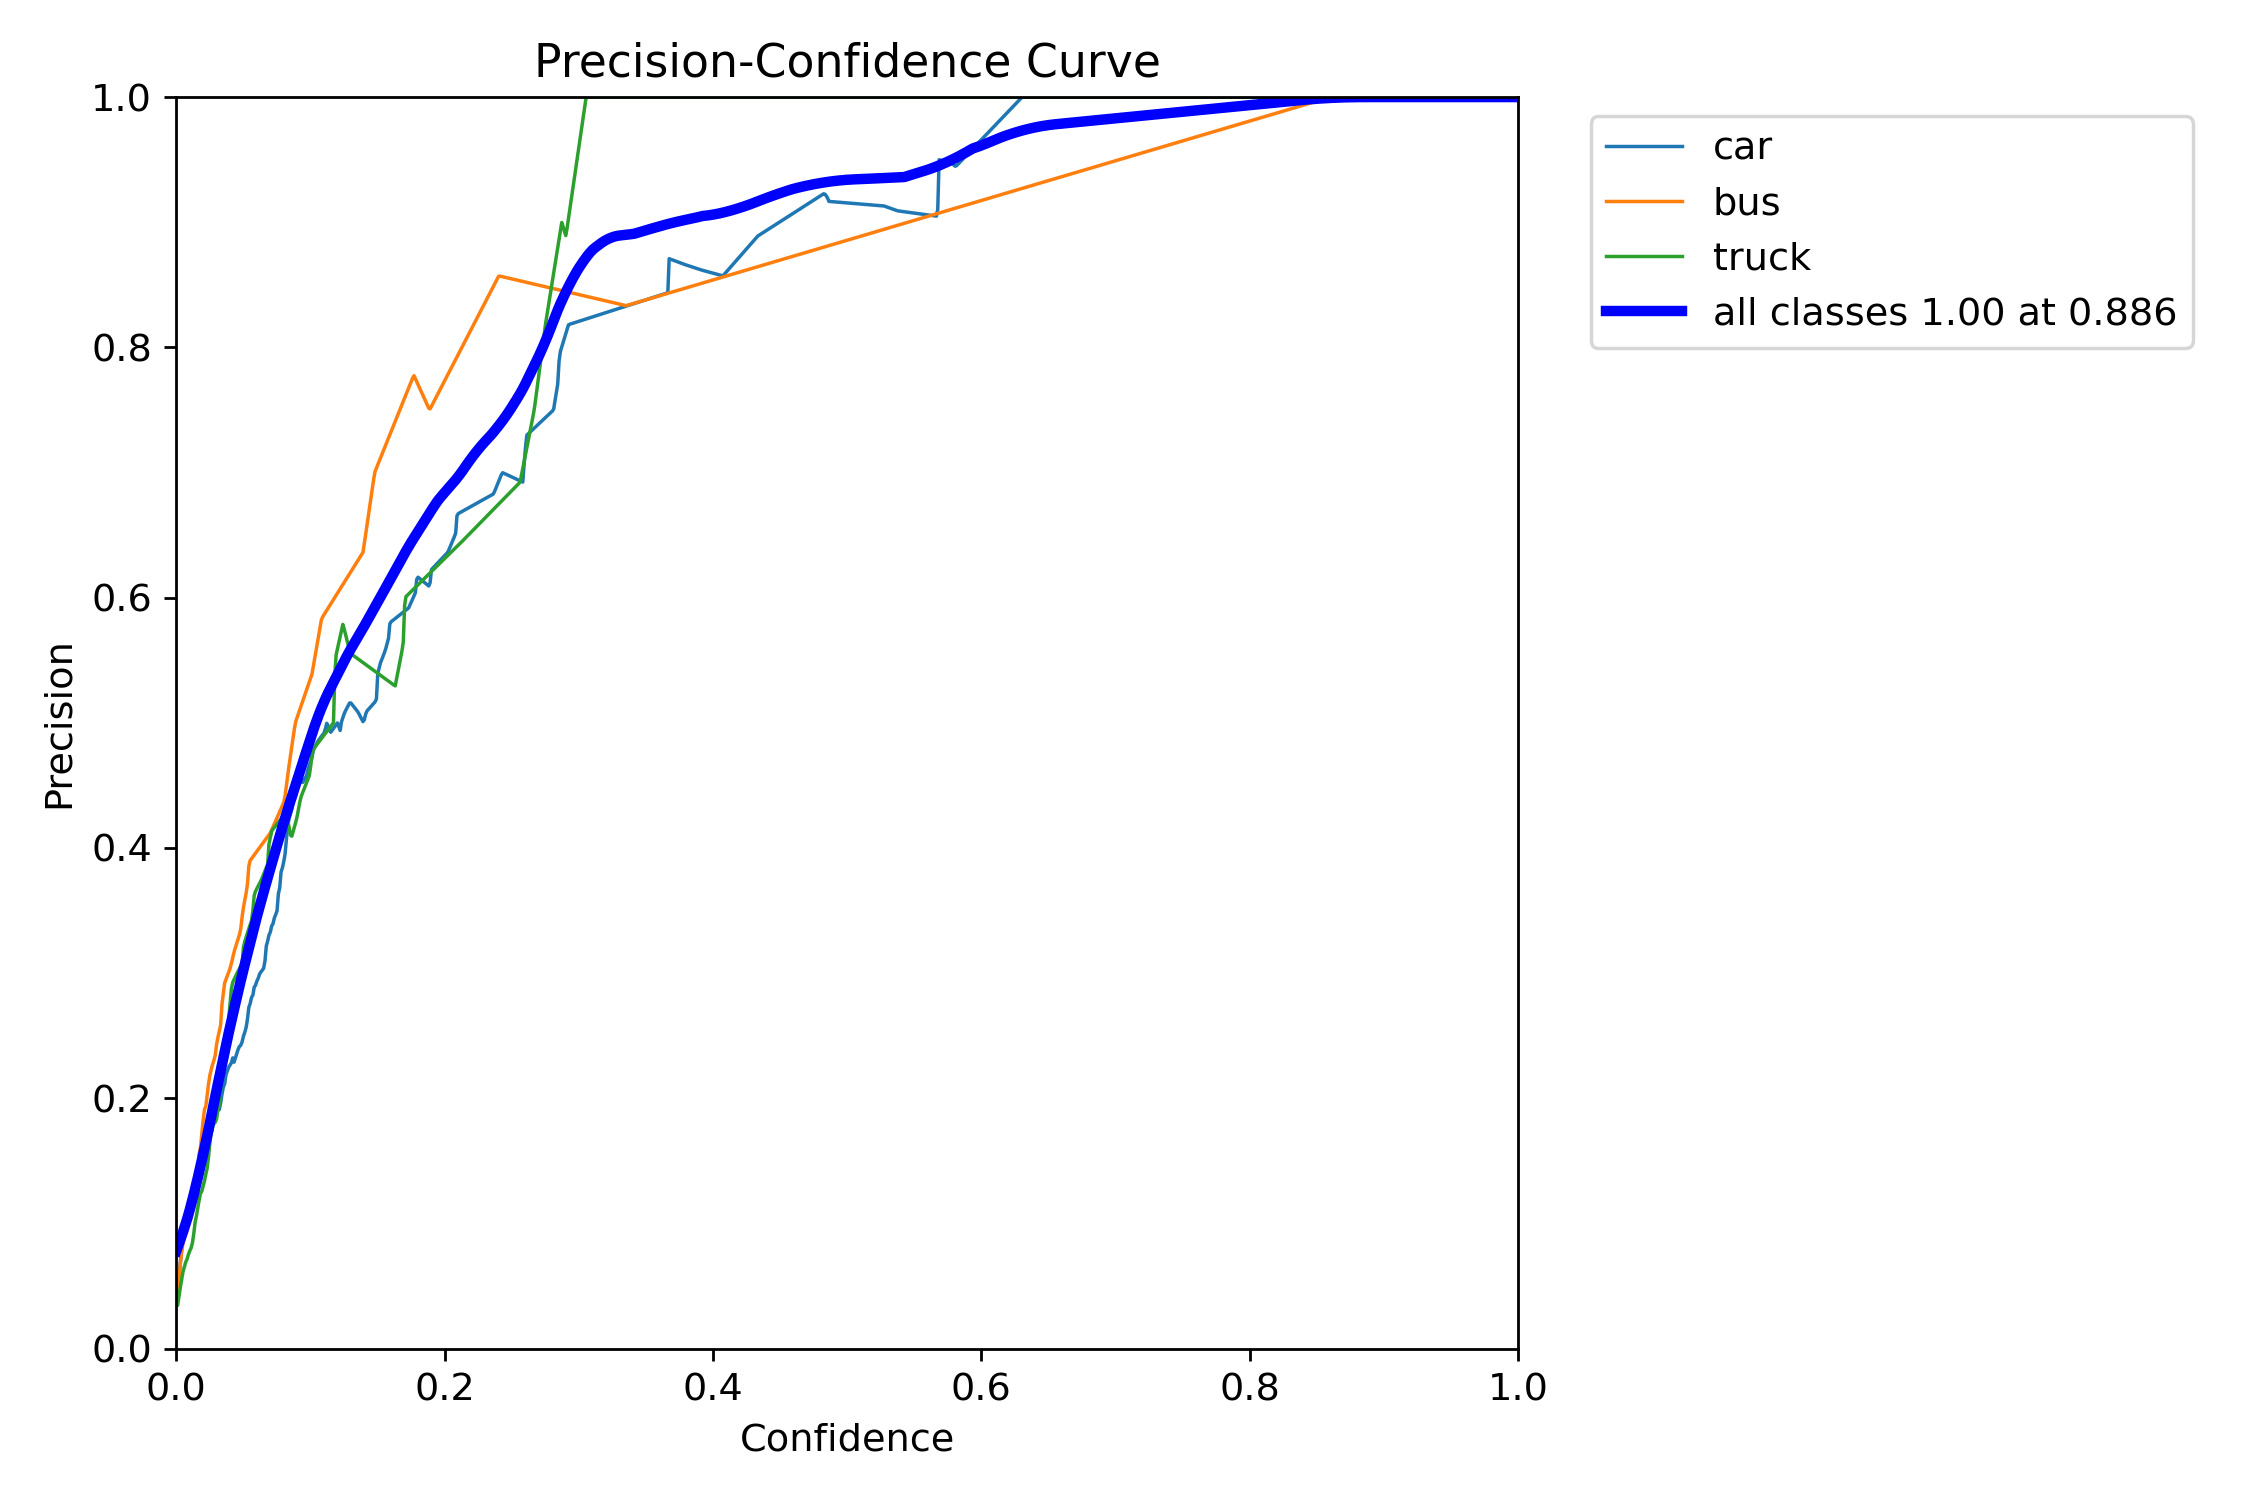 Precision-Confidence Curve
1.0
0.8
0.6
0.4
0.2
0.0
Precision
0.0 0.2 0.4 0.6 0.8 1.0
Confidence
car
bus
truck
all classes 1.00 at 0.886